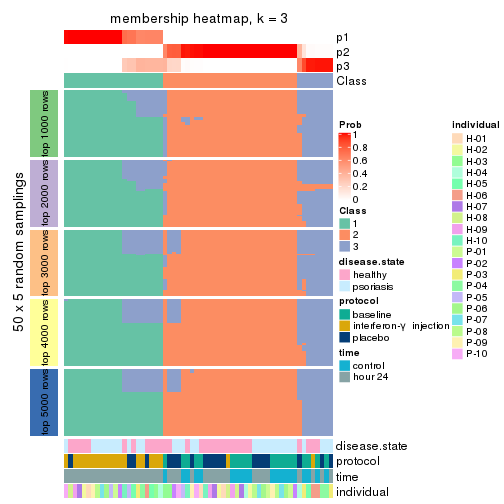 membership heatmap, k = 3
p1
p2
p3
Class
50 x 5 random samplings
top 1000 rows
top 2000 rows
top 3000 rows
top 4000 rows
top 5000 rows
disease.state
protocol
time
individual
Prob
1
0.8
0.6
0.4
0.2
0
Class
1
2
3
disease.state
healthy
psoriasis
protocol
baseline
interferon-γ injection
placebo
time
control
hour 24
individual
H-01
H-02
H-03
H-04
H-05
H-06
H-07
H-08
H-09
H-10
P-01
P-02
P-03
P-04
P-05
P-06
P-07
P-08
P-09
P-10